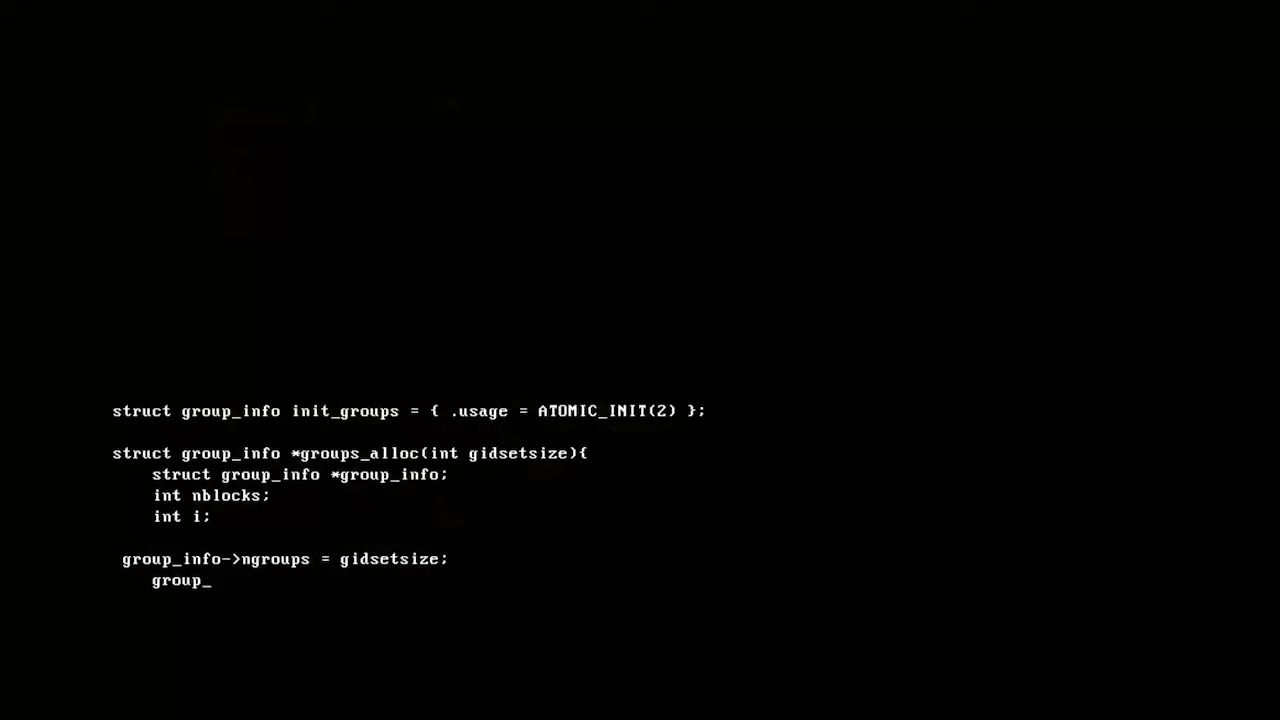 struct group_info init_groups = { .usage = ATOMIC_INIT(2) };
struct group_info *groups_alloc(int gidsetsize){
    struct group_info *group_info;
    int nblocks;
    int i;
 group_info->ngroups = gidsetsize;
    group_